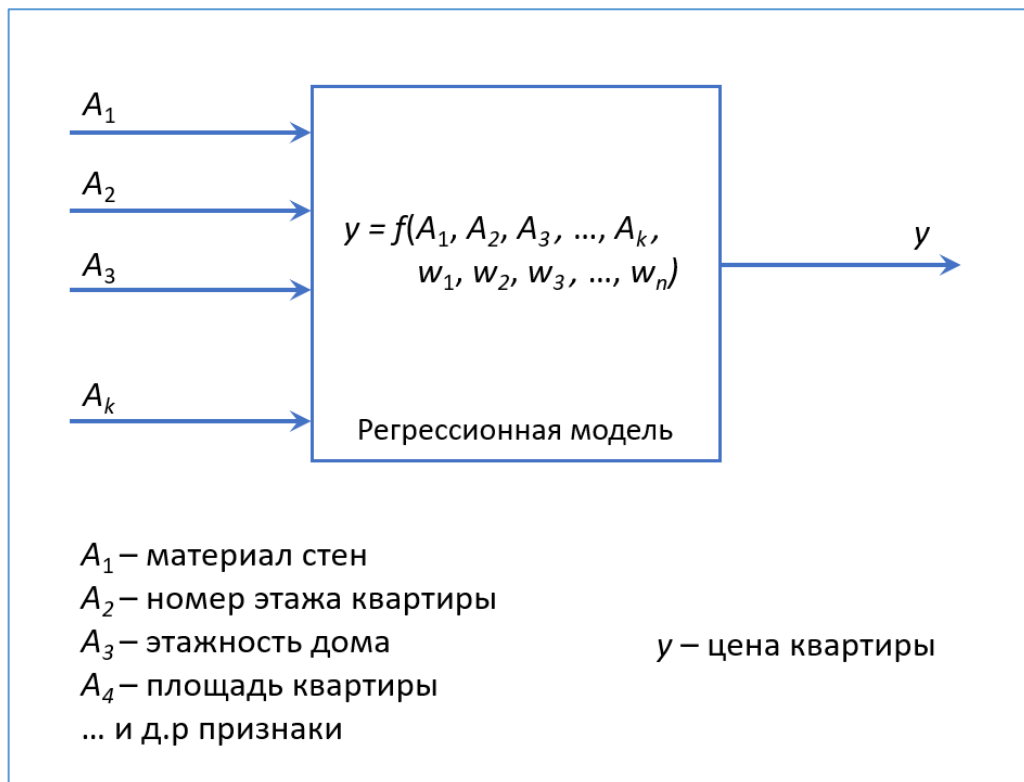 A₁
A₂
A₃
Aₖ
y = f(A₁, A₂, A₃, …, Aₖ,
w₁, w₂, w₃, …, wₙ)
y
Регрессионная модель
A₁ – материал стен
A₂ – номер этажа квартиры
A₃ – этажность дома
A₄ – площадь квартиры
… и д.р признаки
y – цена квартиры